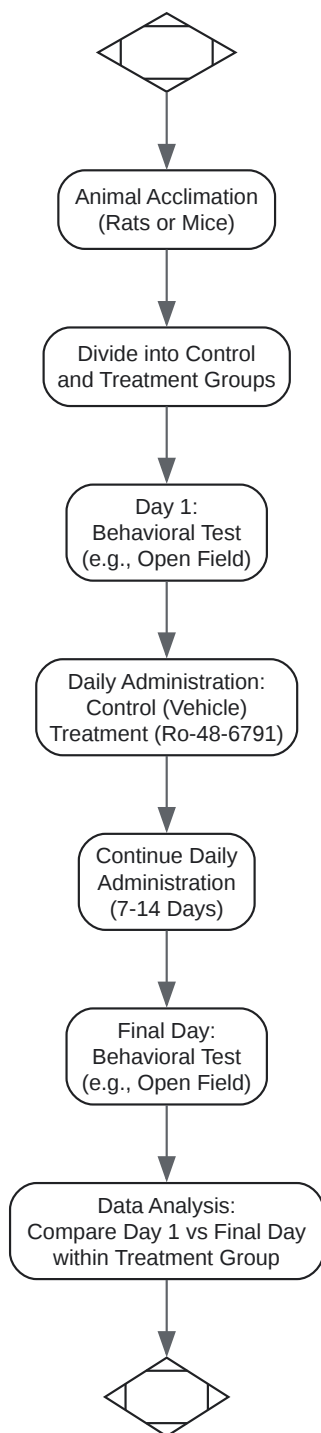 Animal Acclimation
(Rats or Mice)
Divide into Control
and Treatment Groups
Day 1:
Behavioral Test
(e.g., Open Field)
Daily Administration:
Control (Vehicle)
Treatment (Ro-48-6791)
Continue Daily
Administration
(7-14 Days)
Final Day:
Behavioral Test
(e.g., Open Field)
Data Analysis:
Compare Day 1 vs Final Day
within Treatment Group